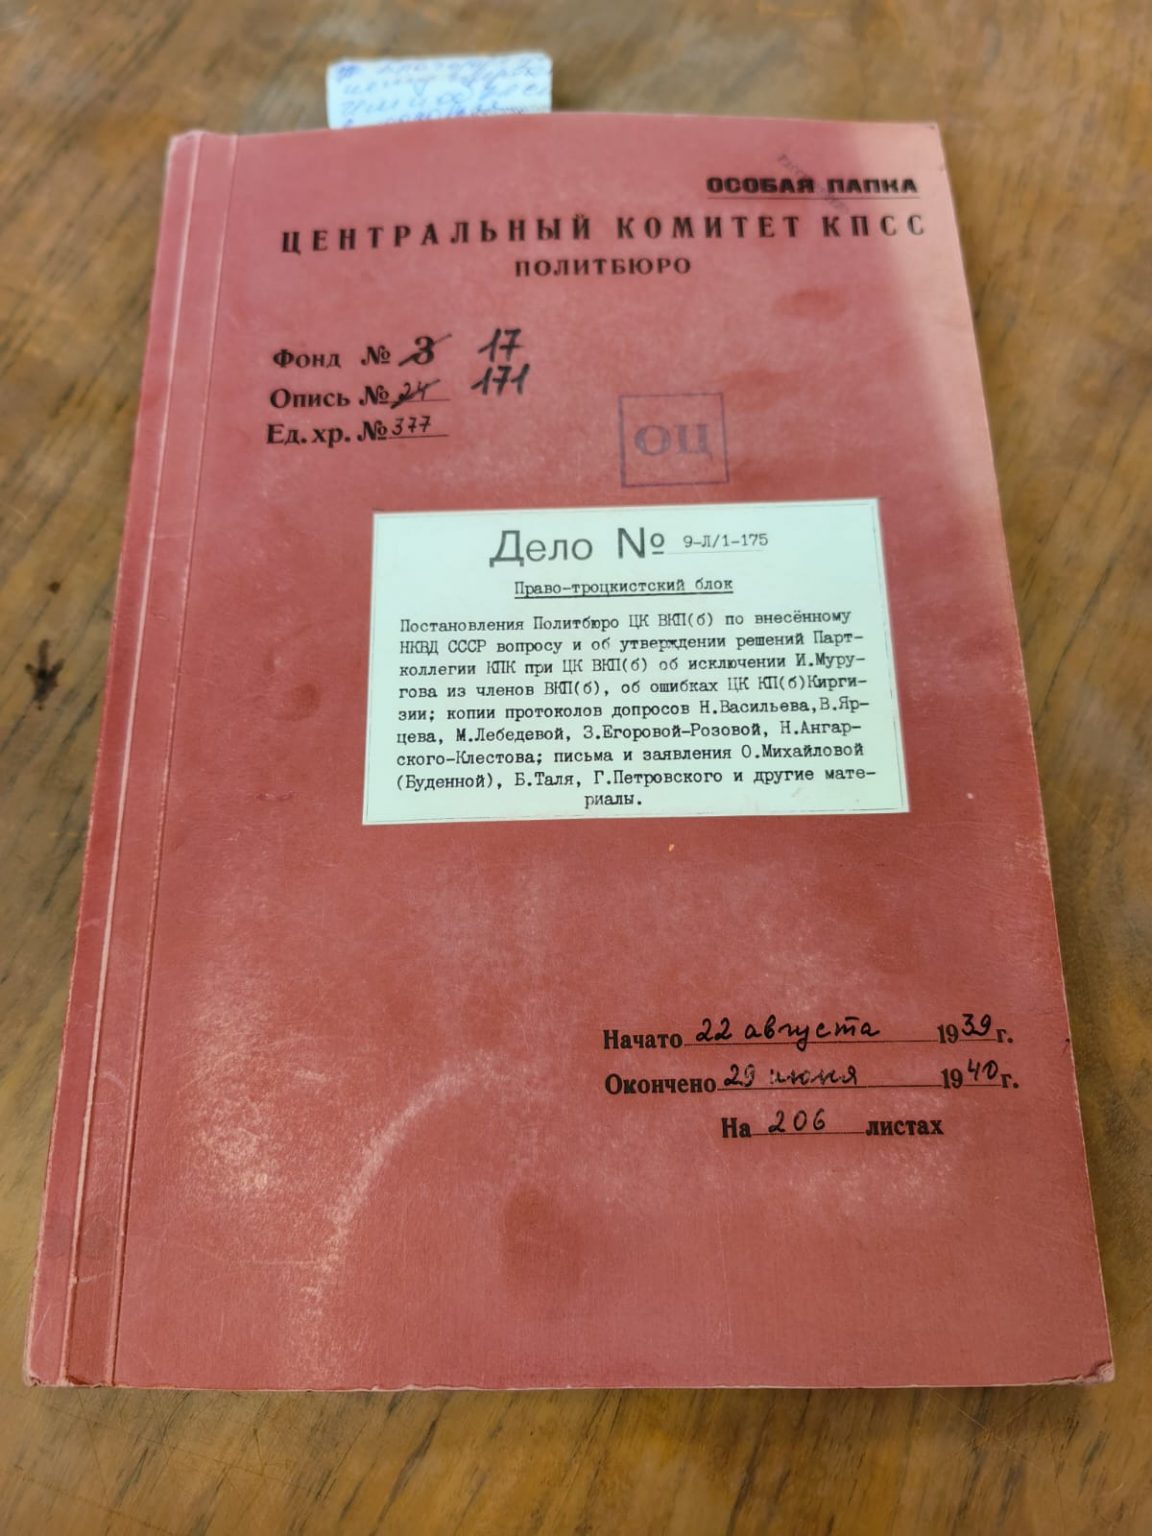 ОСОБАЯ ПАПКА
ЦЕНТРАЛЬНЫЙ КОМИТЕТ КПСС
ПОЛИТБЮРО
Фонд № 3 17
Опись № 24 171
Ед. хр. № 377
ОЦ
Дело № 9-Л/1-175
Право-троцкистский блок
Постановления Политбюро ЦК ВКП(б) по внесённому
НКВД СССР вопросу и об утверждении решений Парт-
коллегии КПК при ЦК ВКП(б) об исключении И.Муру-
гова из членов ВКП(б), об ошибках ЦК КП(б)Кирги-
зии; копии протоколов допросов Н.Васильева,В.Яр-
цева, М.Лебедевой, З.Егоровой-Розовой, Н.Ангар-
ского-Клестова; письма и заявления О.Михайловой
(Буденной), Б.Таля, Г.Петровского и другие мате-
риалы.
Начато 22 августа 1939 г.
Окончено 29 июня 1940 г.
На 206 листах